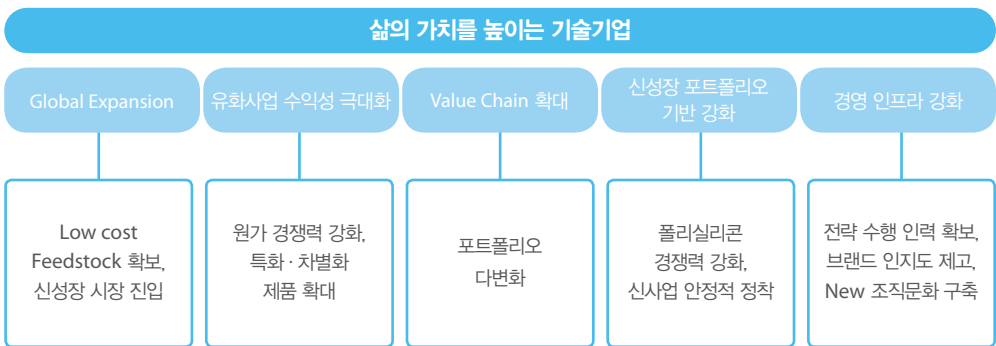 삶의 가치를 높이는 기술기업
Global Expansion
유화사업 수익성 극대화
Value Chain 확대
신성장 포트폴리오
기반 강화
경영 인프라 강화
Low cost
Feedstock 확보,
신성장 시장 진입
원가 경쟁력 강화,
특화 · 차별화
제품 확대
포트폴리오
다변화
폴리실리콘
경쟁력 강화,
신사업 안정적 정착
전략 수행 인력 확보,
브랜드 인지도 제고,
New 조직문화 구축